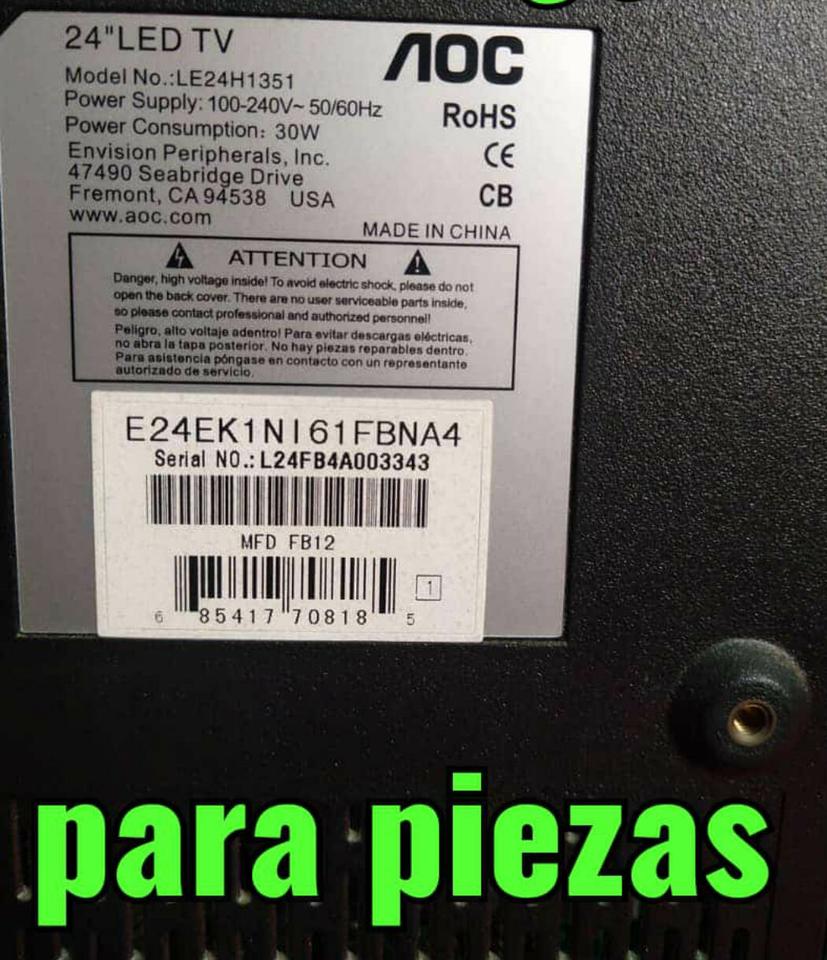 24"LED TV
AOC
Model No.:LE24H1351
Power Supply: 100-240V~ 50/60Hz
Power Consumption: 30W
Envision Peripherals, Inc.
47490 Seabridge Drive
Fremont, CA 94538 USA
www.aoc.com
RoHS
CE
CB
MADE IN CHINA
ATTENTION
Danger, high voltage inside! To avoid electric shock, please do not
open the back cover. There are no user serviceable parts inside,
so please contact professional and authorized personnel!
Peligro, alto voltaje adentro! Para evitar descargas eléctricas,
no abra la tapa posterior. No hay piezas reparables dentro.
Para asistencia póngase en contacto con un representante
autorizado de servicio.
E24EK1NI61FBNA4
Serial NO.: L24FB4A003343
MFD FB12
1
6 85417 70818 5
para piezas